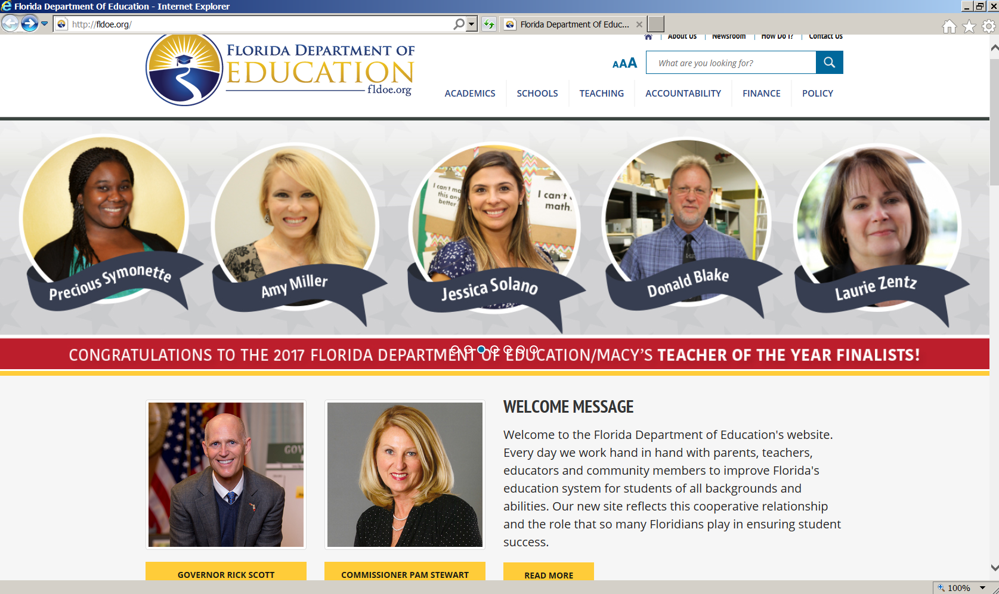 Florida Department Of Education - Internet Explorer
http://fldoe.org/
Florida Department Of Educ...
About Us
Newsroom
How Do I?
Contact Us
FLORIDA DEPARTMENT OF
EDUCATION
fldoe.org
AAA
What are you looking for?
ACADEMICS
SCHOOLS
TEACHING
ACCOUNTABILITY
FINANCE
POLICY
I can't
this any
better
I can't
math.
Precious Symonette
Amy Miller
Jessica Solano
Donald Blake
Laurie Zentz
CONGRATULATIONS TO THE 2017 FLORIDA DEPARTMENT OF EDUCATION/MACY'S TEACHER OF THE YEAR FINALISTS!
GOV
WELCOME MESSAGE
Welcome to the Florida Department of Education's website.
Every day we work hand in hand with parents, teachers,
educators and community members to improve Florida's
education system for students of all backgrounds and
abilities. Our new site reflects this cooperative relationship
and the role that so many Floridians play in ensuring student
success.
GOVERNOR RICK SCOTT
COMMISSIONER PAM STEWART
READ MORE
100%